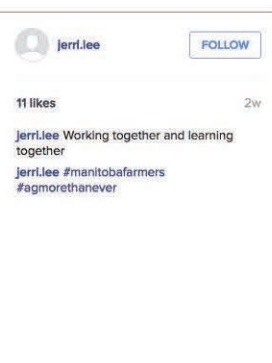 jerri.lee
FOLLOW
11 likes
2w
jerri.lee Working together and learning
together
jerri.lee #manitobafarmers
#agmorethanever